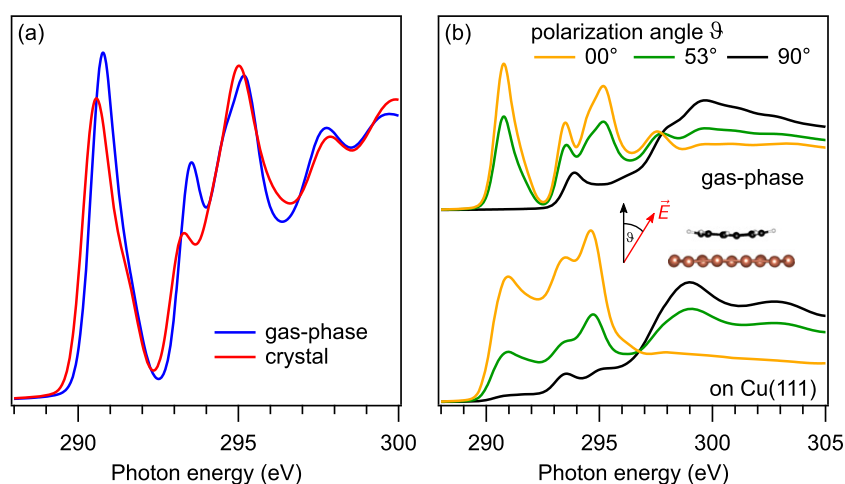 (a)
gas-phase
crystal
290
295
300
Photon energy (eV)
(b)
polarization angle ϑ
00°
53°
90°
gas-phase
E
ϑ
on Cu(111)
290
295
300
305
Photon energy (eV)